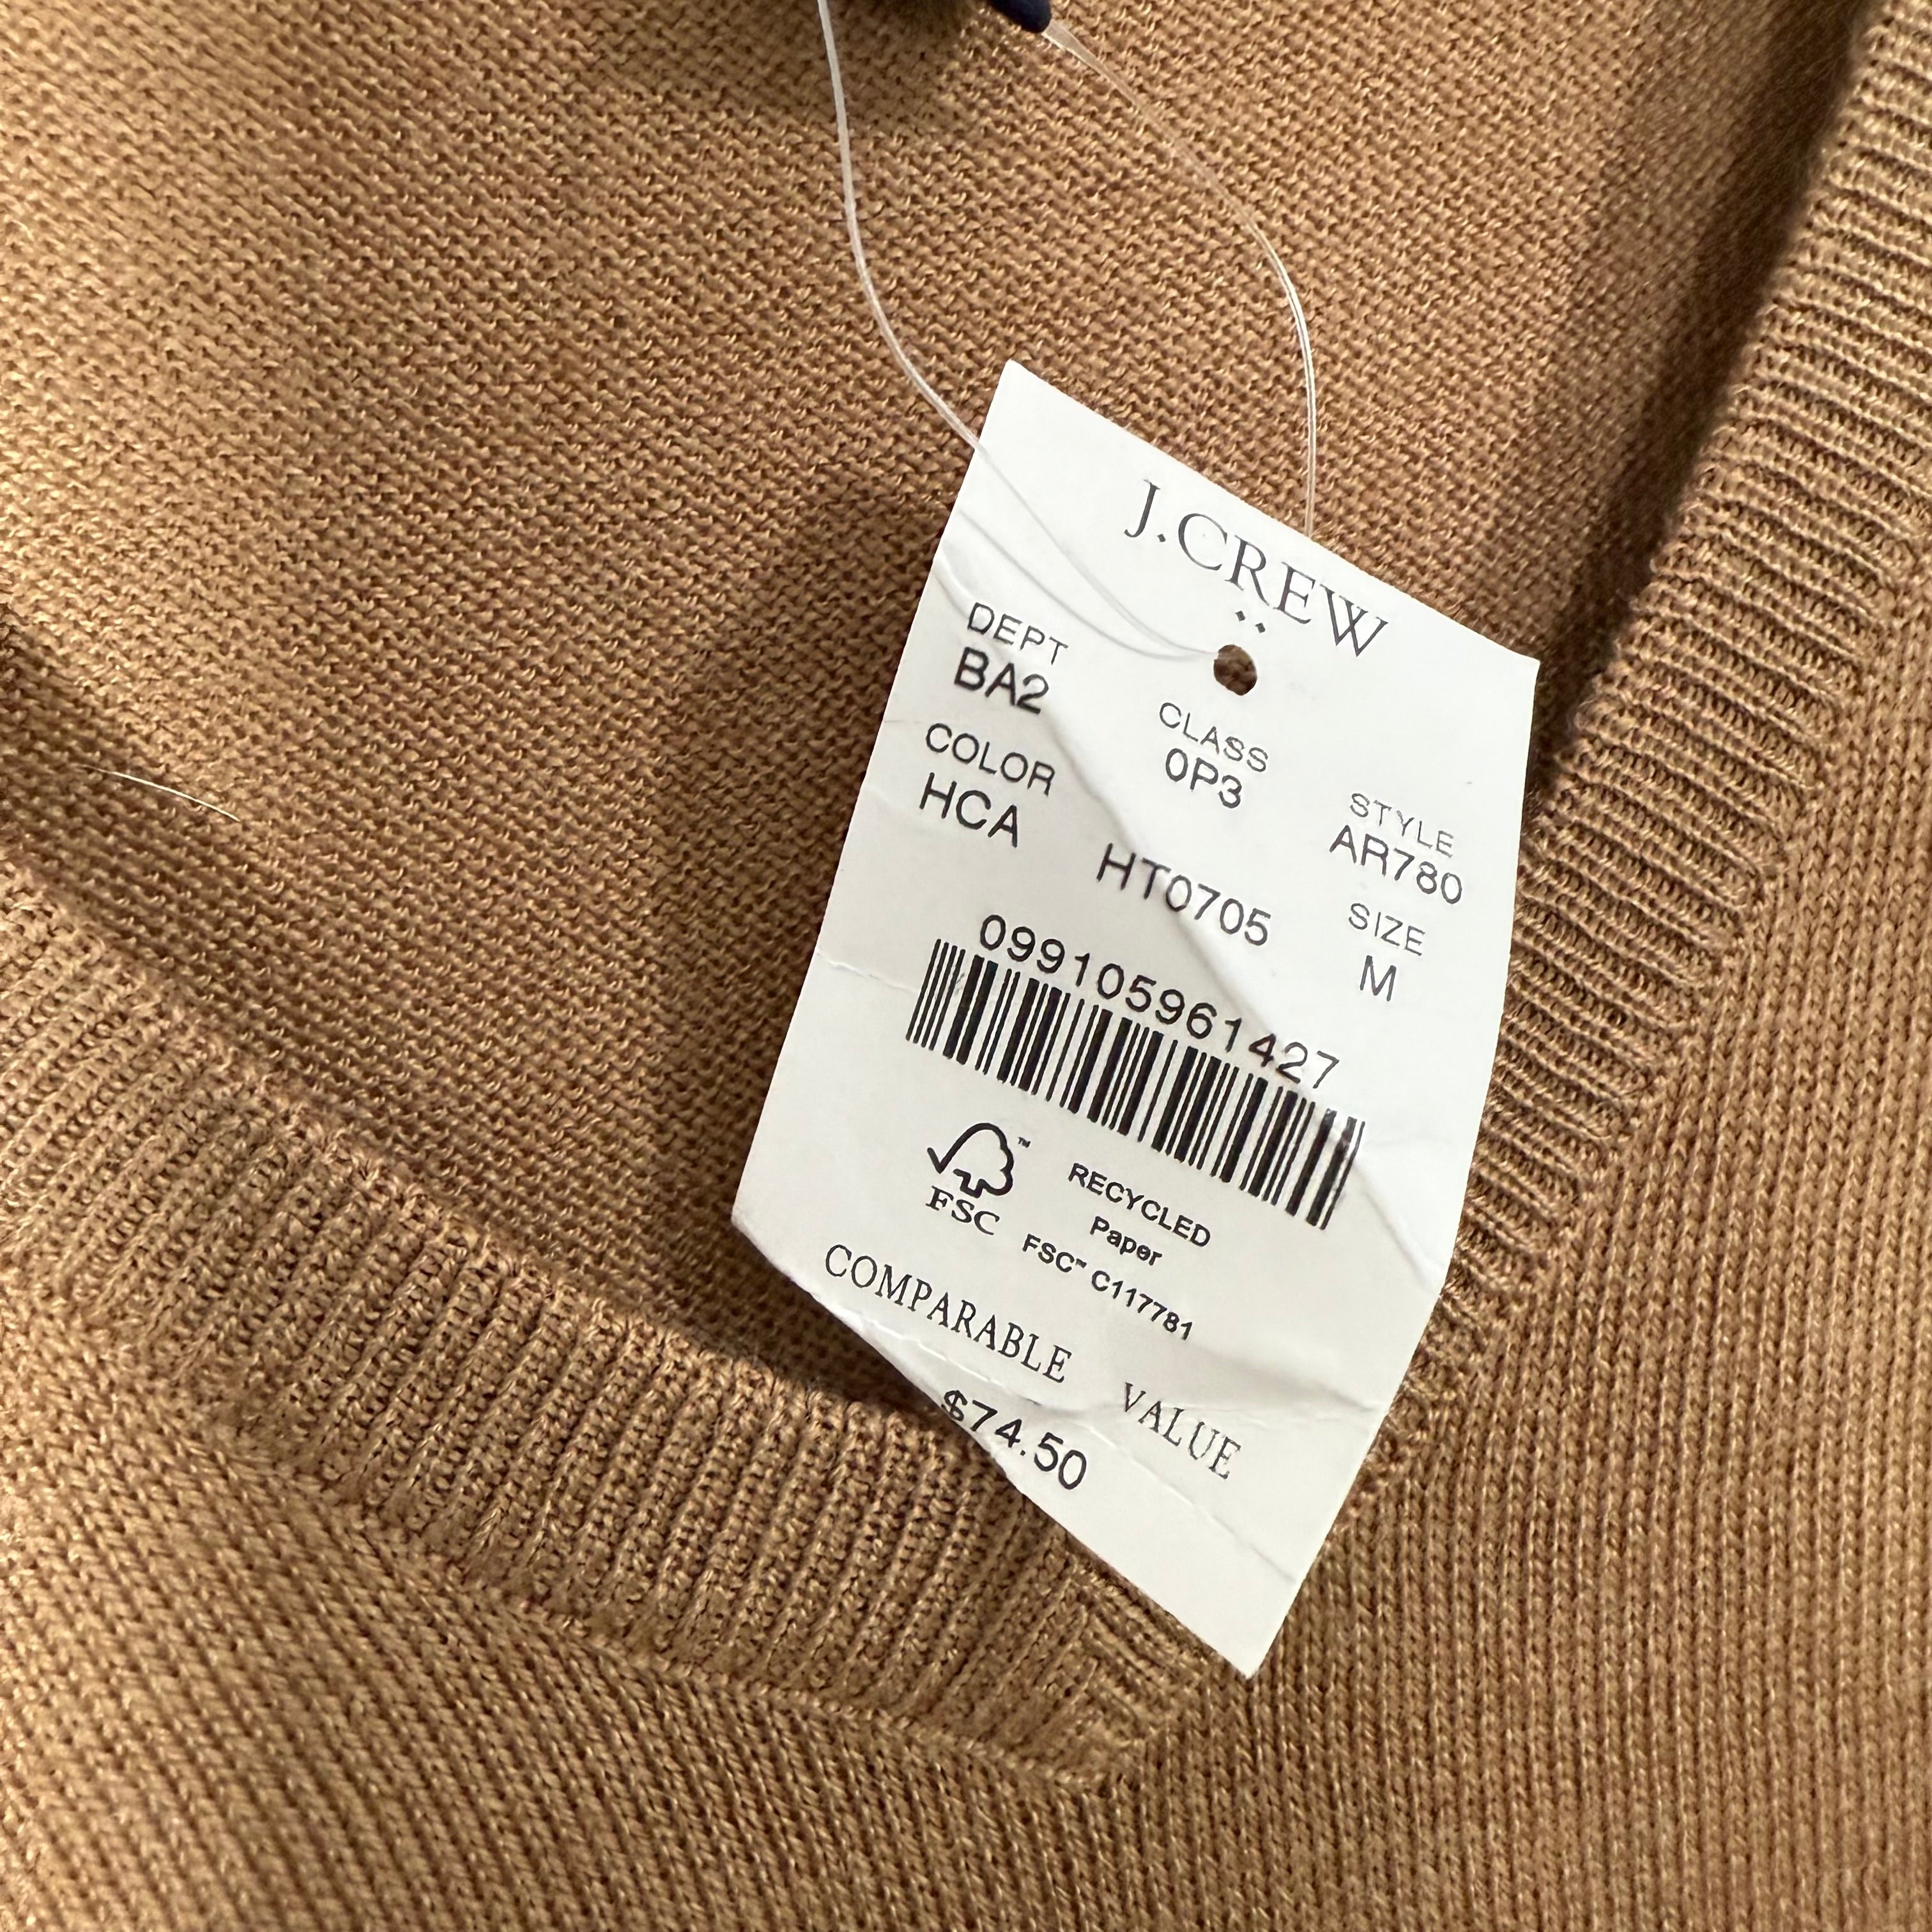 J.CREW
DEPT CLASS STYLE
BA2 0P3 AR780
COLOR SIZE
HCA HT0705 M
099105961427
FSC
RECYCLED
Paper
FSC™ C117781
COMPARABLE VALUE
$74.50